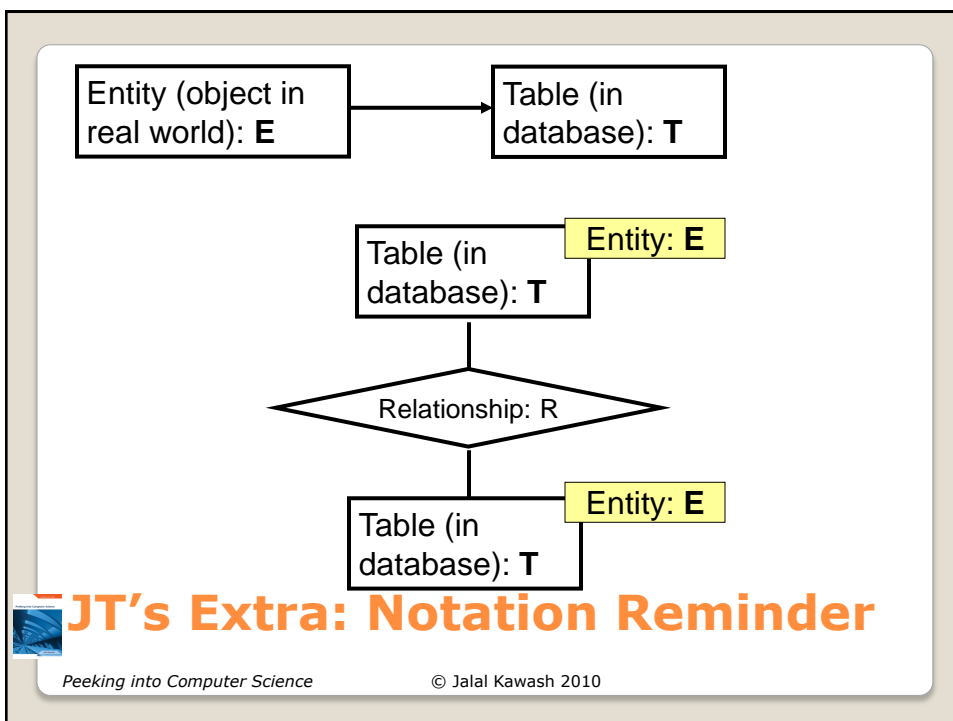 Entity (object in
real world): E
Table (in
database): T
Entity: E
Table (in
database): T
Relationship: R
Entity: E
Table (in
database): T
JT's Extra: Notation Reminder
Peeking into Computer Science
© Jalal Kawash 2010